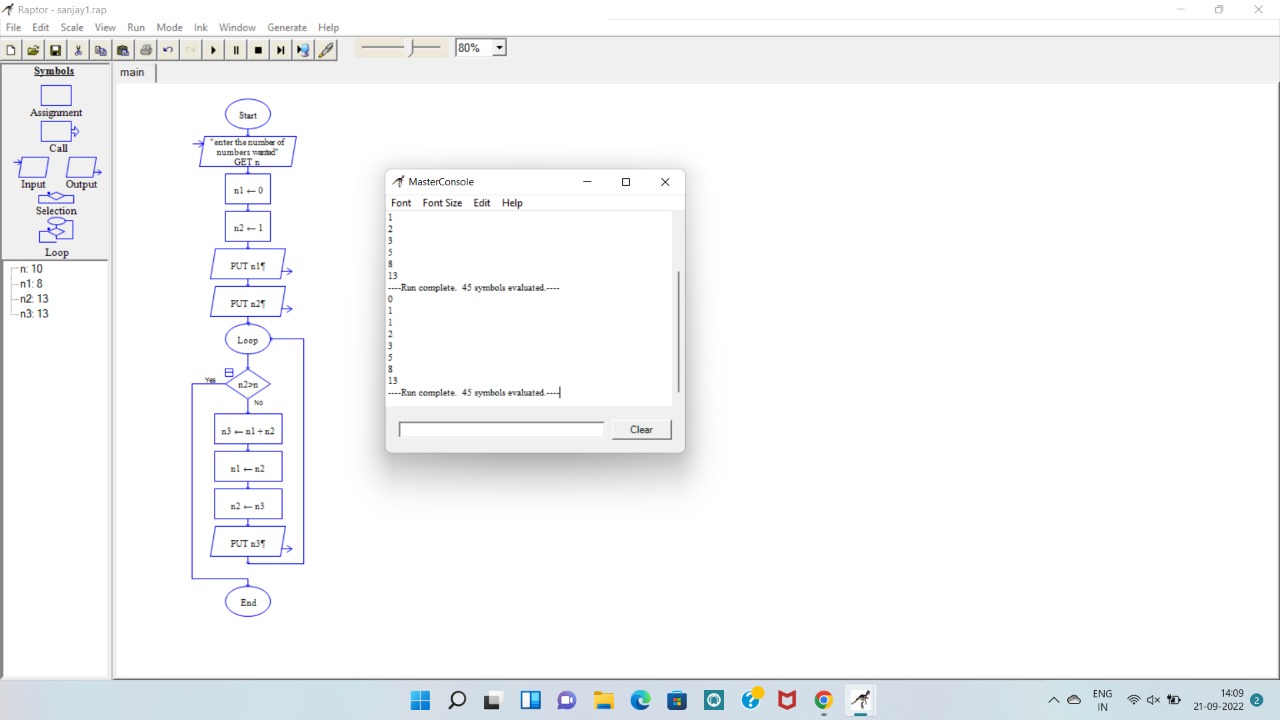 Raptor - sanjay1.rap
File Edit Scale View Run Mode Ink Window Generate Help
80%
Symbols
main
Assignment
Call
Input Output
Selection
Loop
n: 10
n1: 8
n2: 13
n3: 13
Start
"enter the number of
numbers wanted"
GET n
n1 ← 0
n2 ← 1
PUT n1¶
PUT n2¶
Loop
Yes
n2>n
No
n3 ← n1 + n2
n1 ← n2
n2 ← n3
PUT n3¶
End
MasterConsole
Font Font Size Edit Help
1
2
3
5
8
13
----Run complete.  45 symbols evaluated.----
0
1
1
2
3
5
8
13
----Run complete.  45 symbols evaluated.----
Clear
ENG
IN
14:09
21-09-2022
2